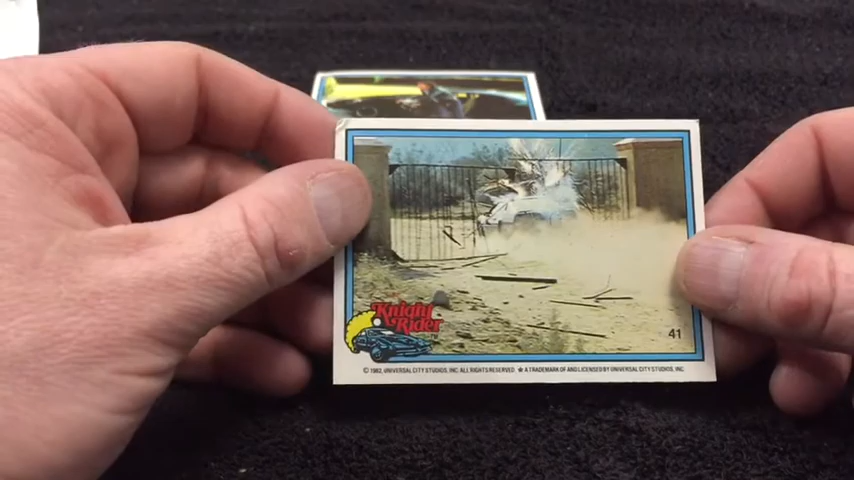 Knight
Rider
41
© 1982, UNIVERSAL CITY STUDIOS, INC. ALL RIGHTS RESERVED. ★ A TRADEMARK OF AND LICENSED BY UNIVERSAL CITY STUDIOS, INC.